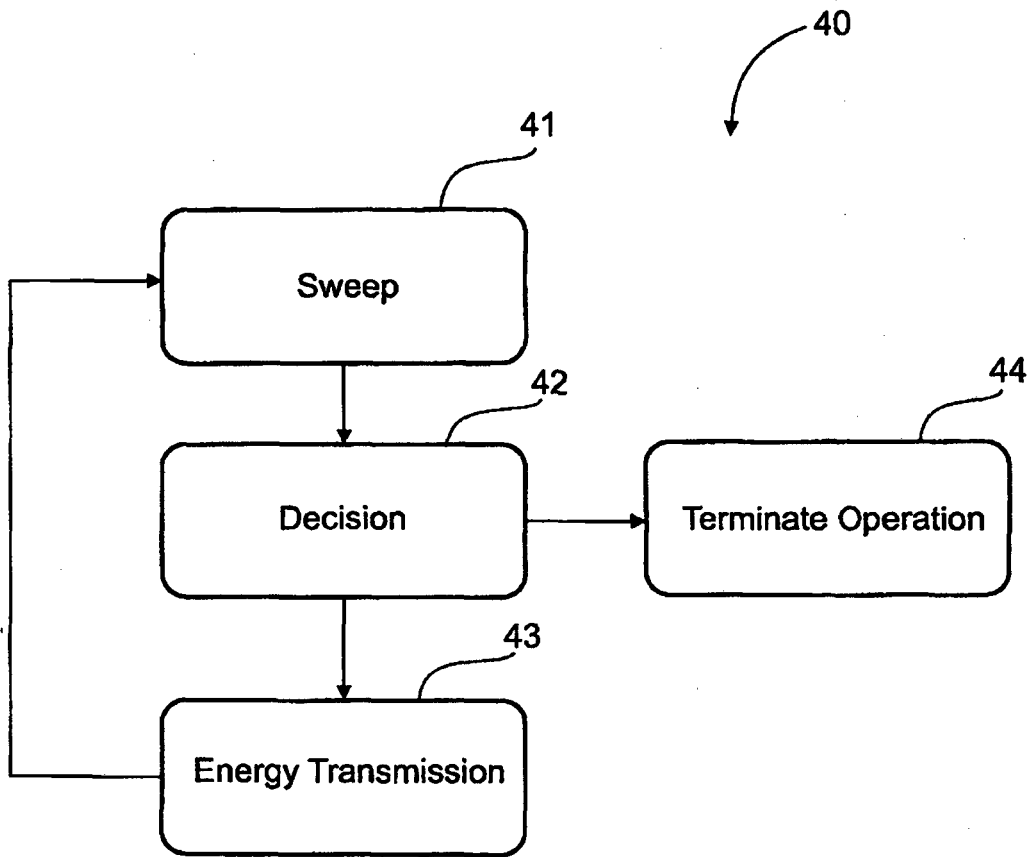 40
41
Sweep
42
44
Decision
Terminate Operation
43
Energy Transmission